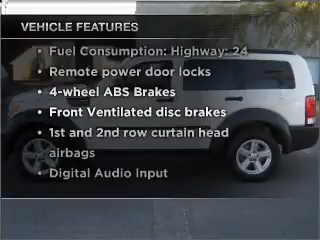 VEHICLE FEATURES
• Fuel Consumption: Highway: 24
• Remote power door locks
• 4-wheel ABS Brakes
• Front Ventilated disc brakes
• 1st and 2nd row curtain head
airbags
• Digital Audio Input